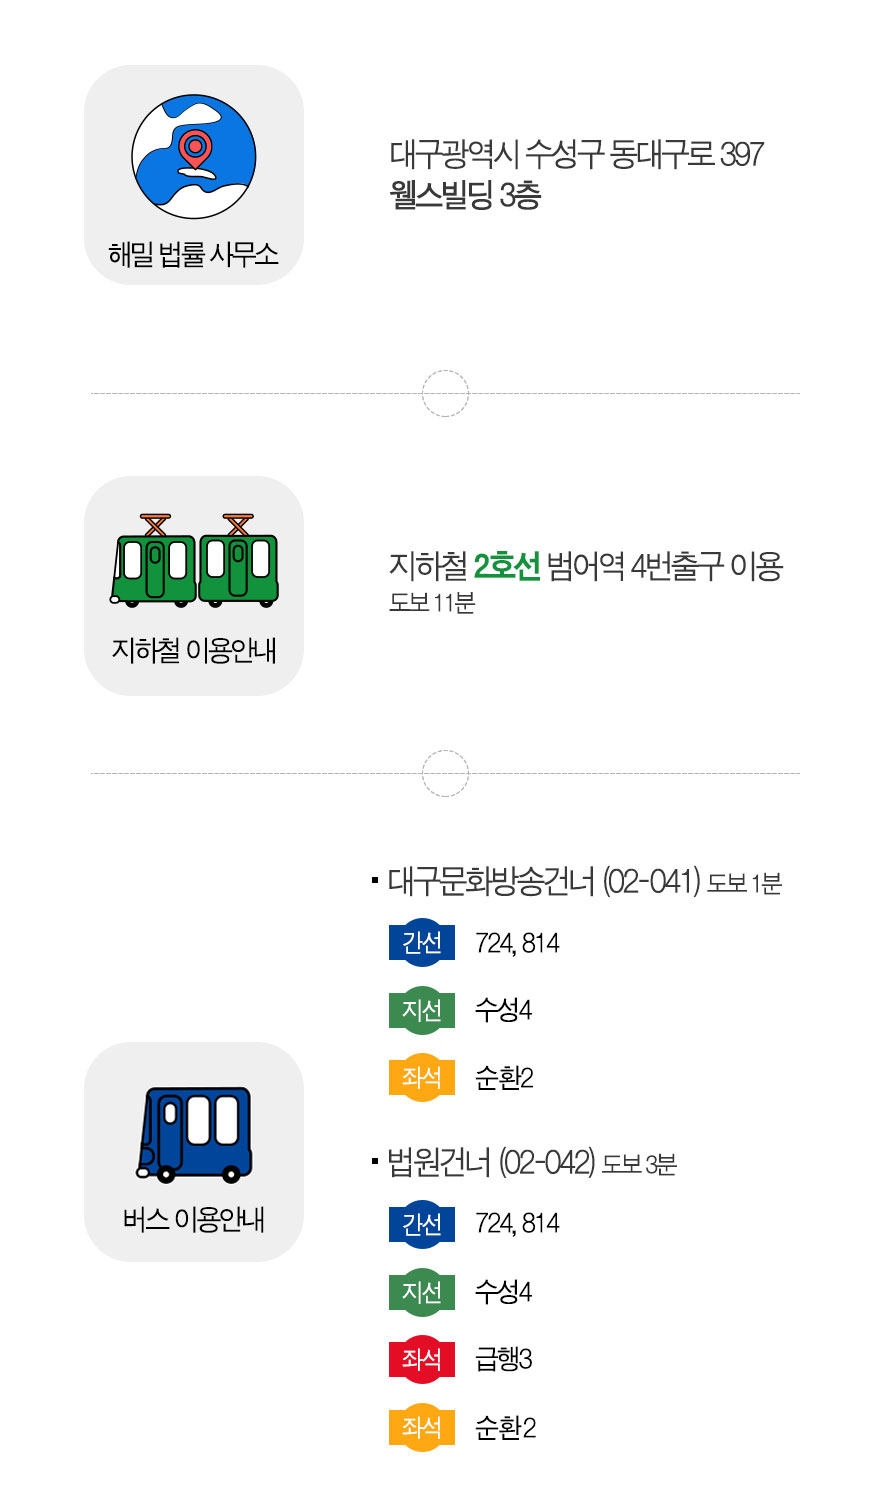 해밀 법률 사무소
대구광역시 수성구 동대구로 397
웰스빌딩 3층
지하철 이용안내
지하철 2호선 범어역 4번출구 이용
도보 11분
버스 이용안내
대구문화방송건너 (02-041) 도보 1분
간선 724, 814
지선 수성4
좌석 순환2
법원건너 (02-042) 도보 3분
간선 724, 814
지선 수성4
좌석 급행3
좌석 순환2